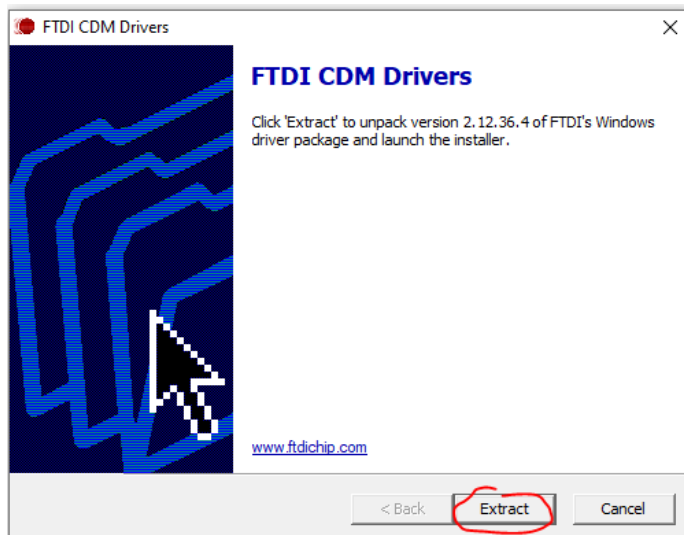 FTDI CDM Drivers
FTDI CDM Drivers
Click 'Extract' to unpack version 2.12.36.4 of FTDI's Windows
driver package and launch the installer.
www.ftdichip.com
< Back Extract Cancel